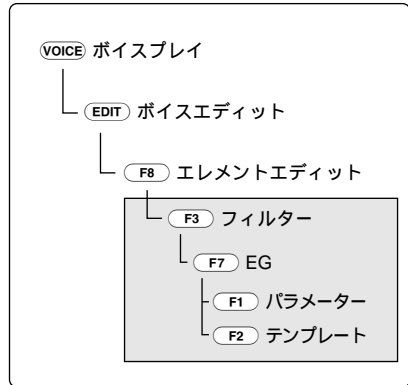 VOICE ボイスプレイ
EDIT ボイスエディット
F8 エレメントエディット
F3 フィルター
F7 EG
F1 パラメーター
F2 テンプレート